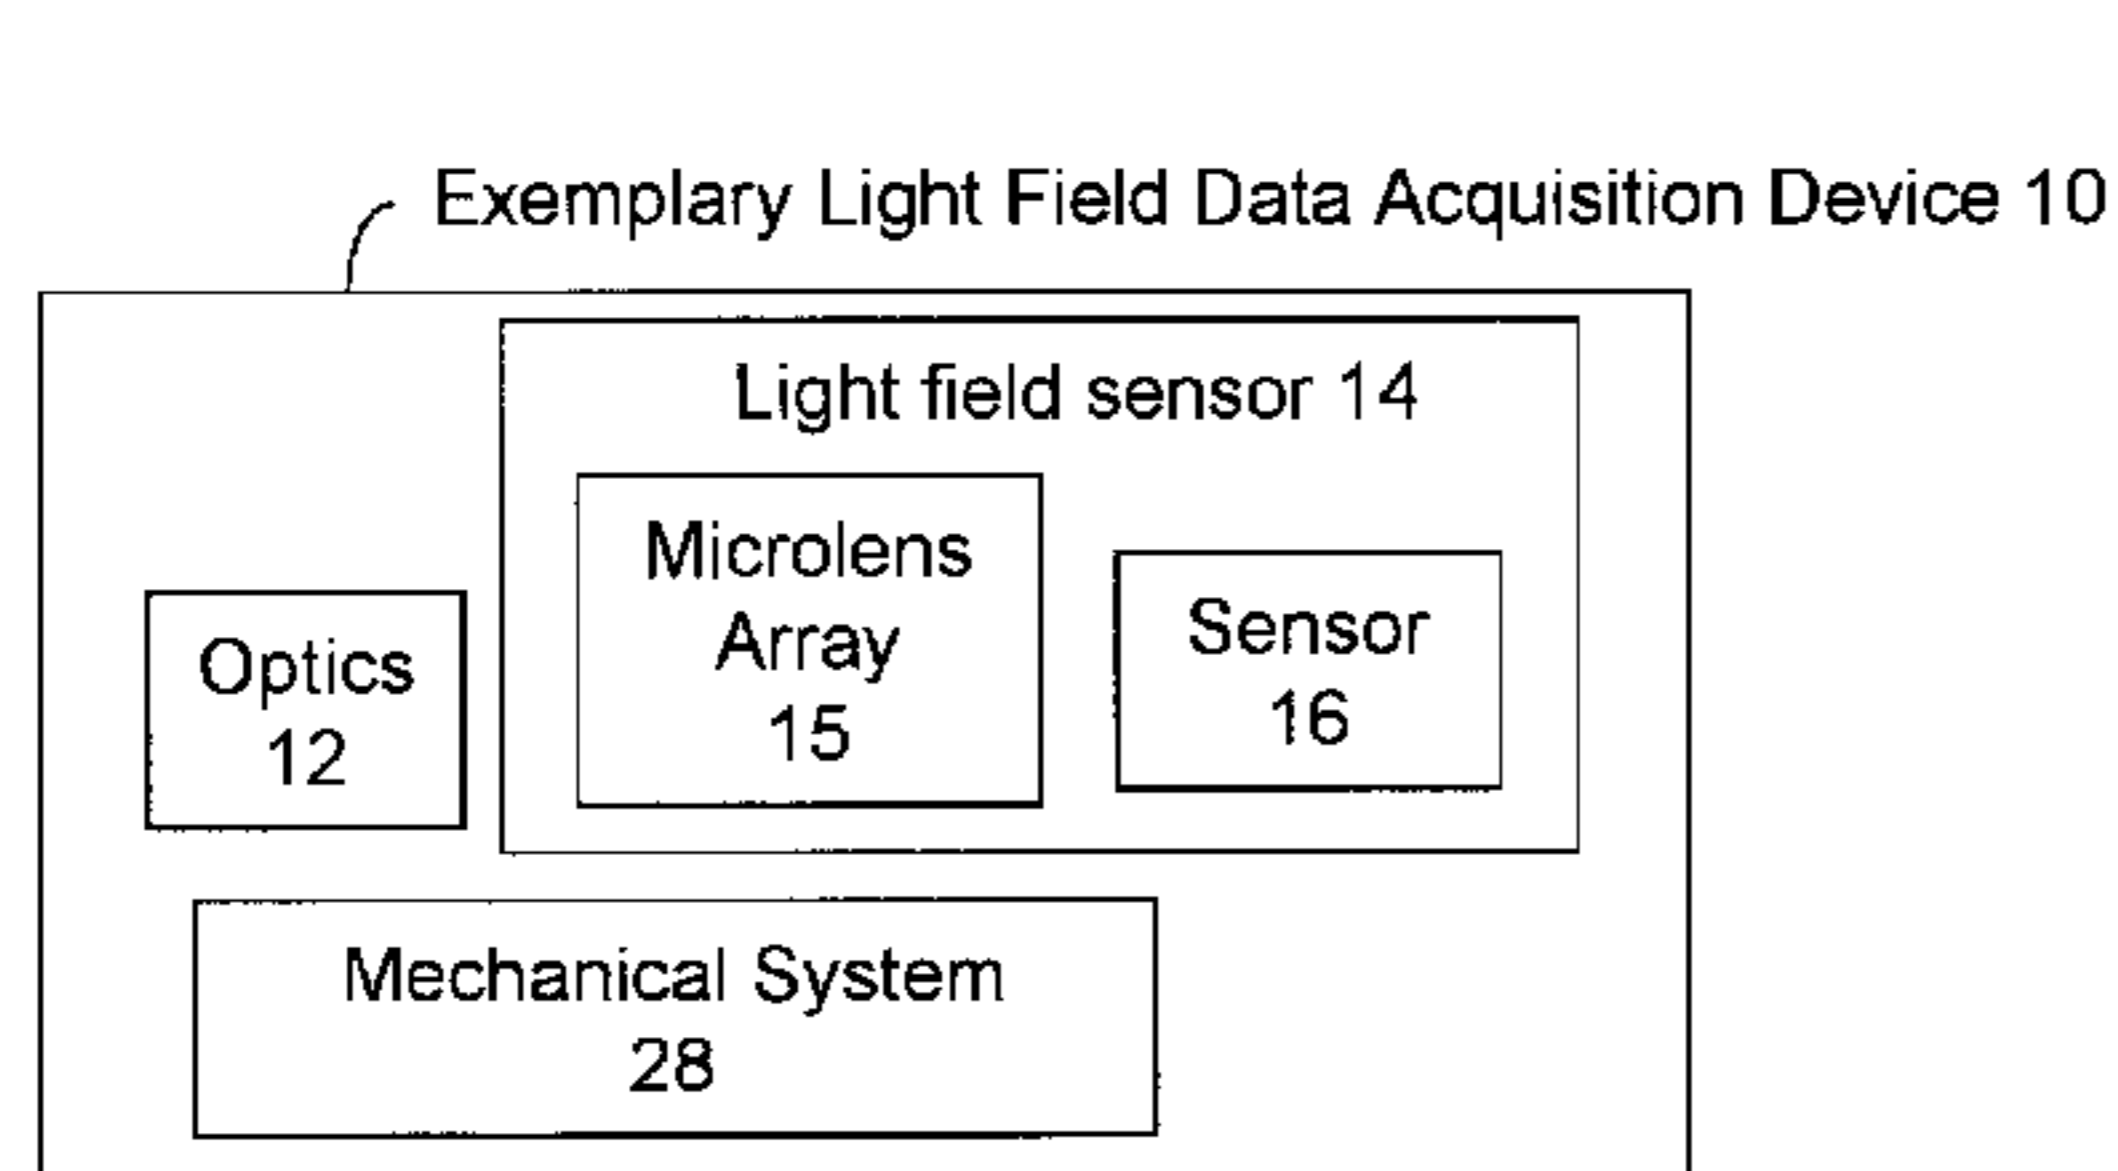 Exemplary Light Field Data Acquisition Device 10
Light field sensor 14
Microlens
Array
15
Sensor
16
Optics
12
Mechanical System
28